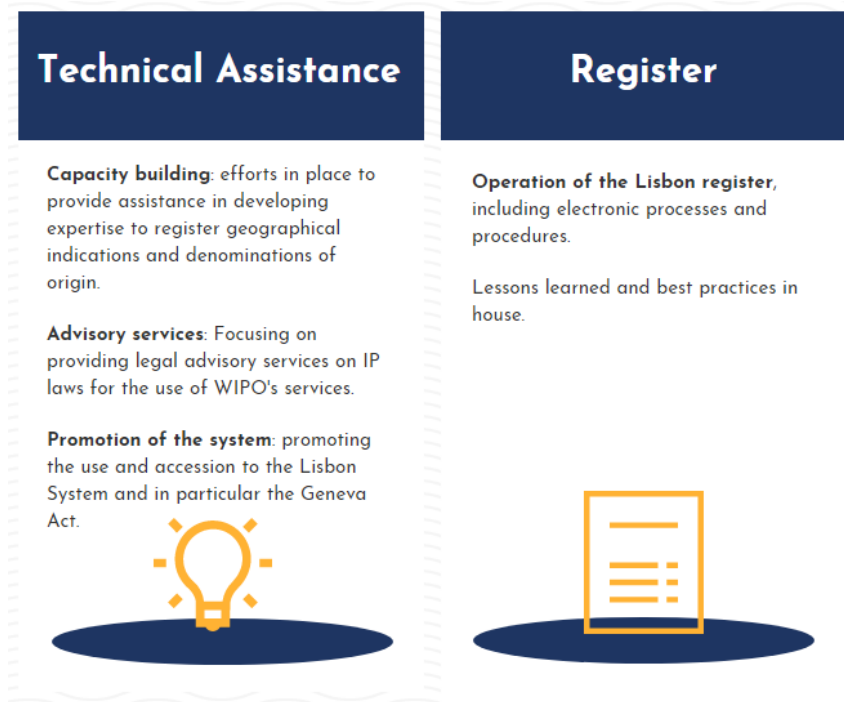 Technical Assistance
Capacity building: efforts in place to
provide assistance in developing
expertise to register geographical
indications and denominations of
origin.
Advisory services: Focusing on
providing legal advisory services on IP
laws for the use of WIPO's services.
Promotion of the system: promoting
the use and accession to the Lisbon
System and in particular the Geneva
Act.
Register
Operation of the Lisbon register,
including electronic processes and
procedures.
Lessons learned and best practices in
house.